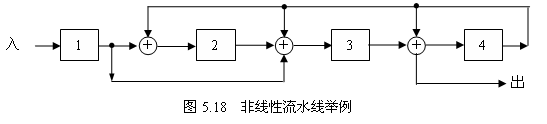 入 1 + 2 + 3 + 4
出
图 5.18 非线性流水线举例